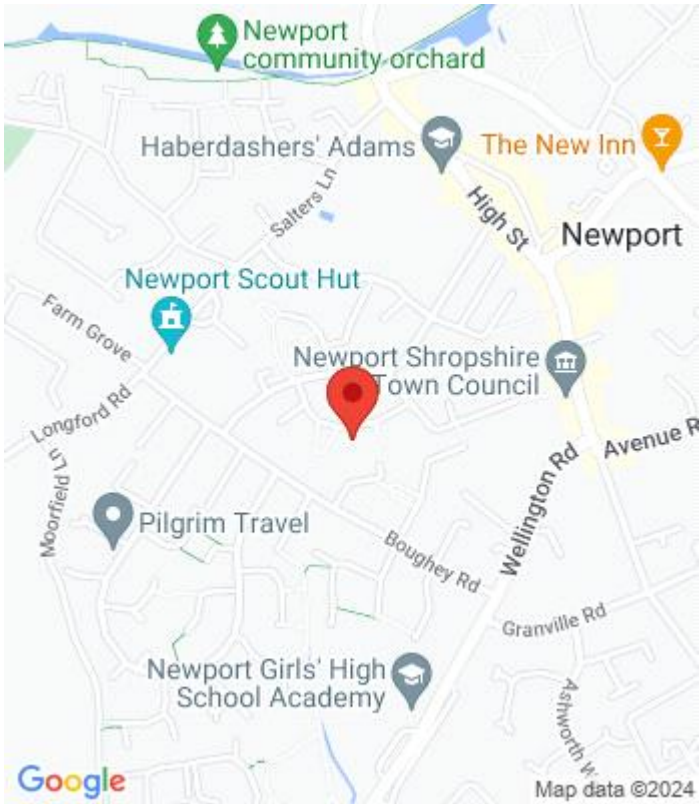 Newport
community orchard
Haberdashers' Adams
The New Inn
Salters Ln
High St
Newport
Newport Scout Hut
Farm Grove
Newport Shropshire
Town Council
Longford Rd
Avenue R
Wellington Rd
Moorfield Ln
Pilgrim Travel
Boughey Rd
Granville Rd
Newport Girls' High
School Academy
Ashworth W
Google
Map data ©2024